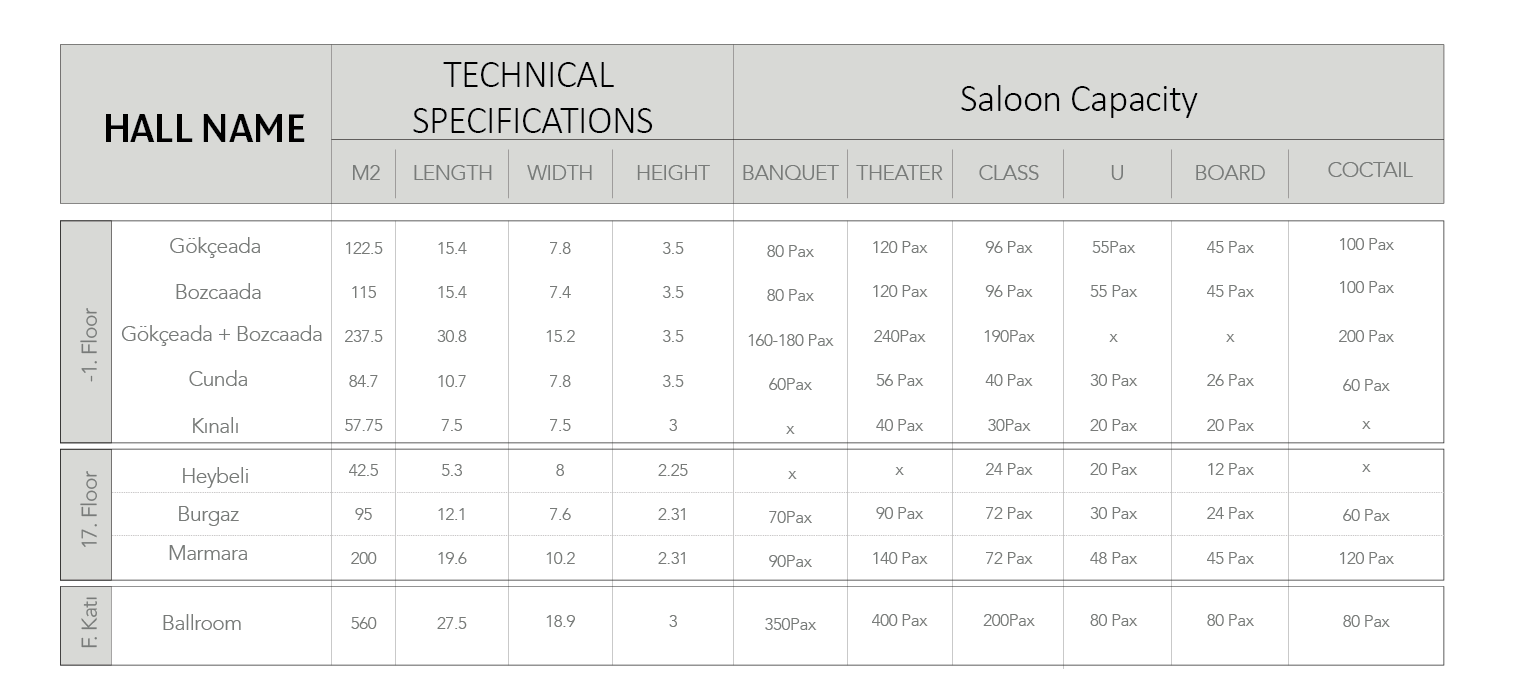 HALL NAME
TECHNICAL
SPECIFICATIONS
Saloon Capacity
M2 LENGTH WIDTH HEIGHT BANQUET THEATER CLASS U BOARD COCTAIL
-1. Floor
Gökçeada 122.5 15.4 7.8 3.5 80 Pax 120 Pax 96 Pax 55Pax 45 Pax 100 Pax
Bozcaada 115 15.4 7.4 3.5 80 Pax 120 Pax 96 Pax 55 Pax 45 Pax 100 Pax
Gökçeada + Bozcaada 237.5 30.8 15.2 3.5 160-180 Pax 240Pax 190Pax x x 200 Pax
Cunda 84.7 10.7 7.8 3.5 60Pax 56 Pax 40 Pax 30 Pax 26 Pax 60 Pax
Kınalı 57.75 7.5 7.5 3 x 40 Pax 30Pax 20 Pax 20 Pax x
17. Floor
Heybeli 42.5 5.3 8 2.25 x x 24 Pax 20 Pax 12 Pax x
Burgaz 95 12.1 7.6 2.31 70Pax 90 Pax 72 Pax 30 Pax 24 Pax 60 Pax
Marmara 200 19.6 10.2 2.31 90Pax 140 Pax 72 Pax 48 Pax 45 Pax 120 Pax
F. Katı
Ballroom 560 27.5 18.9 3 350Pax 400 Pax 200Pax 80 Pax 80 Pax 80 Pax